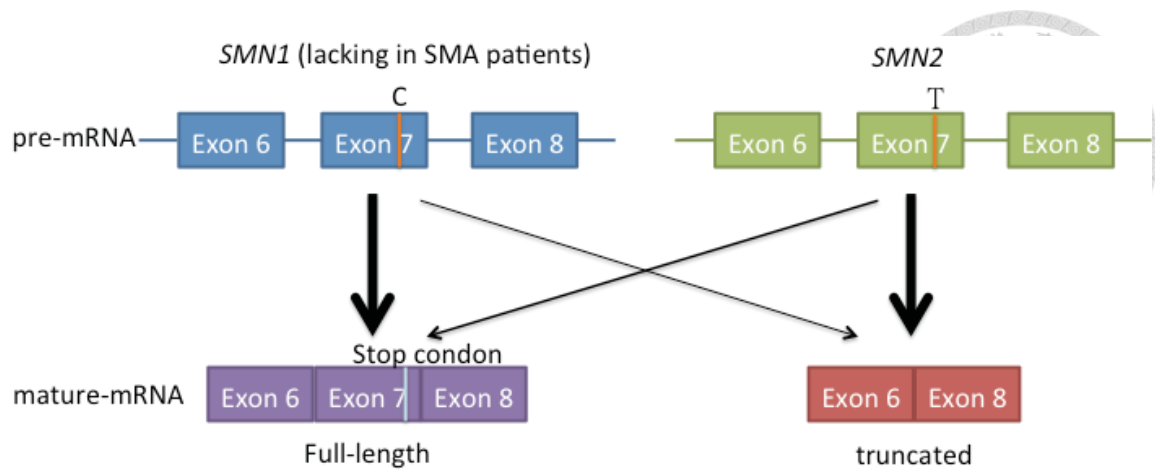 SMN1 (lacking in SMA patients)
SMN2
C
T
pre-mRNA
Exon 6
Exon 7
Exon 8
Exon 6
Exon 7
Exon 8
Stop condon
mature-mRNA
Exon 6
Exon 7
Exon 8
Exon 6
Exon 8
Full-length
truncated